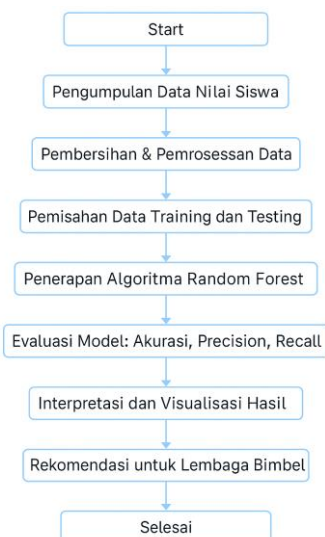 Start
Pengumpulan Data Nilai Siswa
Pembersihan & Pemrosessan Data
Pemisahan Data Training dan Testing
Penerapan Algoritma Random Forest
Evaluasi Model: Akurasi, Precision, Recall
Interpretasi dan Visualisasi Hasil
Rekomendasi untuk Lembaga Bimbel
Selesai